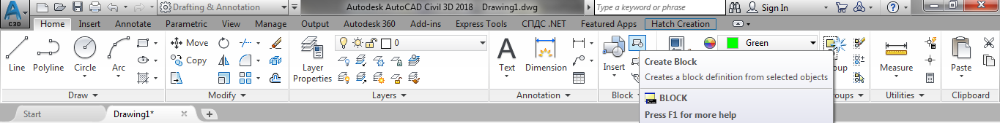 A
C3D
Drafting & Annotation
Autodesk AutoCAD Civil 3D 2018 Drawing1.dwg
Type a keyword or phrase
Sign In
Home Insert Annotate Parametric View Manage Output Autodesk 360 Add-ins Express Tools СПДС .NET Featured Apps Hatch Creation
Line Polyline Circle Arc
Draw
Move
Copy
Modify
Layer
Properties
0
Layers
A
Text
Dimension
Annotation
Insert
Block
Green
Create Block
Creates a block definition from selected objects
BLOCK
Press F1 for more help
Measure
Utilities
Paste
Clipboard
Start Drawing1*